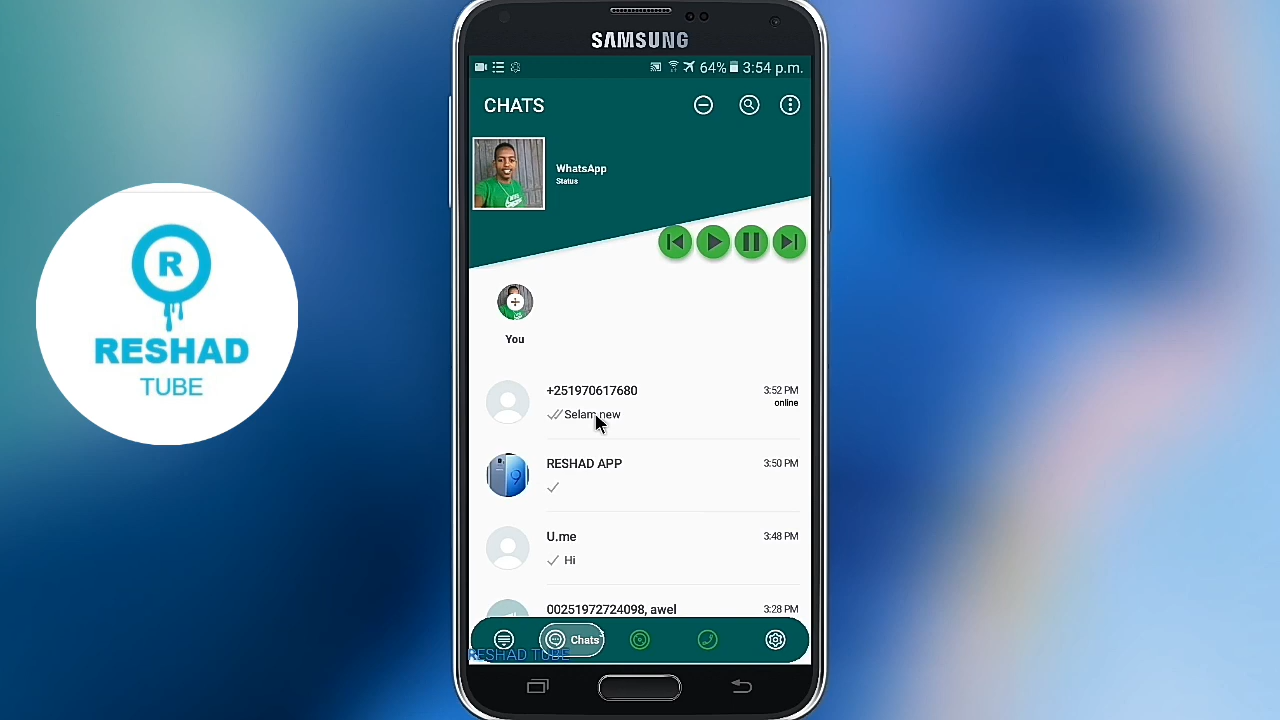 SAMSUNG
64% 3:54 p.m.
CHATS
WhatsApp
Status
R
RESHAD
TUBE
You
+251970617680 3:52 PM
online
Selam new
RESHAD APP 3:50 PM
9
U.me 3:48 PM
Hi
00251972724098, awel 3:28 PM
Chats
RESHAD TUBE